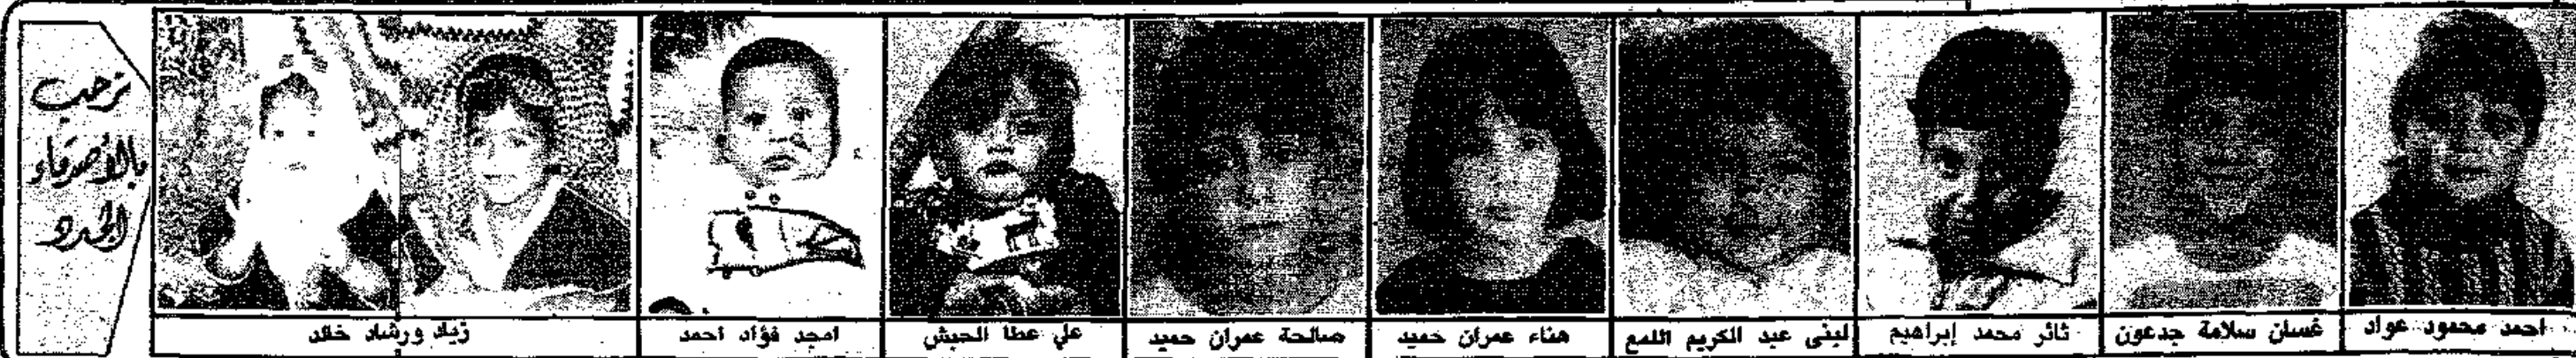 نرحب
بالأصدقاء
الجدد
احمد محمود عواد
غسان سلامة جدعون
ثائر محمد إبراهيم
لبنى عبد الكريم اللمع
هناء عمران حميد
صالحة عمران حميد
علي عطا الحبش
امجد فؤاد احمد
زياد ورشاد خالد